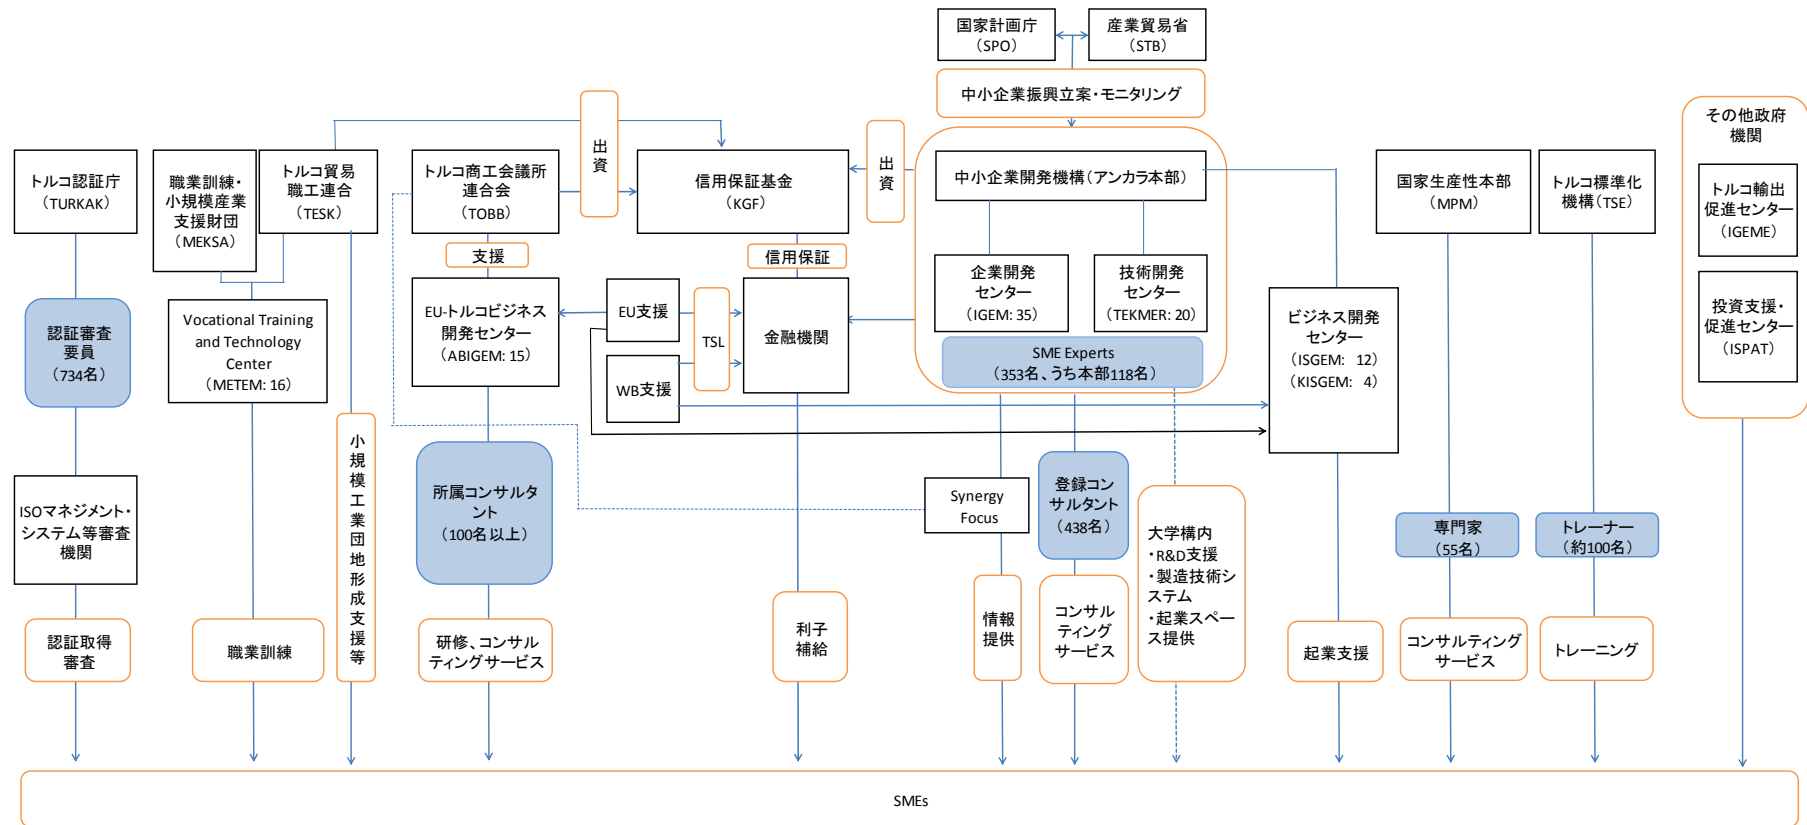 国家計画庁
（SPO）
産業貿易省
（STB）
中小企業振興立案・モニタリング
その他政府
機関
出資
出資
トルコ認証庁
（TURKAK）
職業訓練・
小規模産業
支援財団
（MEKSA）
トルコ貿易
職工連合
（TESK）
トルコ商工会議所
連合会
（TOBB）
信用保証基金
（KGF）
中小企業開発機構（アンカラ本部）
国家生産性本部
（MPM）
トルコ標準化
機構（TSE）
トルコ輸出
促進センター
（IGEME）
支援
信用保証
企業開発
センター
（IGEM: 35）
技術開発
センター
（TEKMER: 20）
投資支援・
促進センター
（ISPAT）
認証審査
要員
（734名）
Vocational Training
and Technology
Center
（METEM: 16）
EU-トルコビジネス
開発センター
（ABIGEM: 15）
EU支援
TSL
WB支援
金融機関
SME Experts
（353名、うち本部118名）
ビジネス開発
センター
（ISGEM: 12）
（KISGEM: 4）
小規模工業団地形成支援等
ISOマネジメント・
システム等審査
機関
所属コンサルタ
ント
（100名以上）
Synergy
Focus
登録コン
サルタント
（438名）
大学構内
・R&D支援
・製造技術シ
ステム
・起業スペー
ス提供
専門家
（55名）
トレーナー
（約100名）
認証取得
審査
職業訓練
研修、コンサル
ティングサービス
利子
補給
情報
提供
コンサル
ティング
サービス
起業支援
コンサルティング
サービス
トレーニング
SMEs